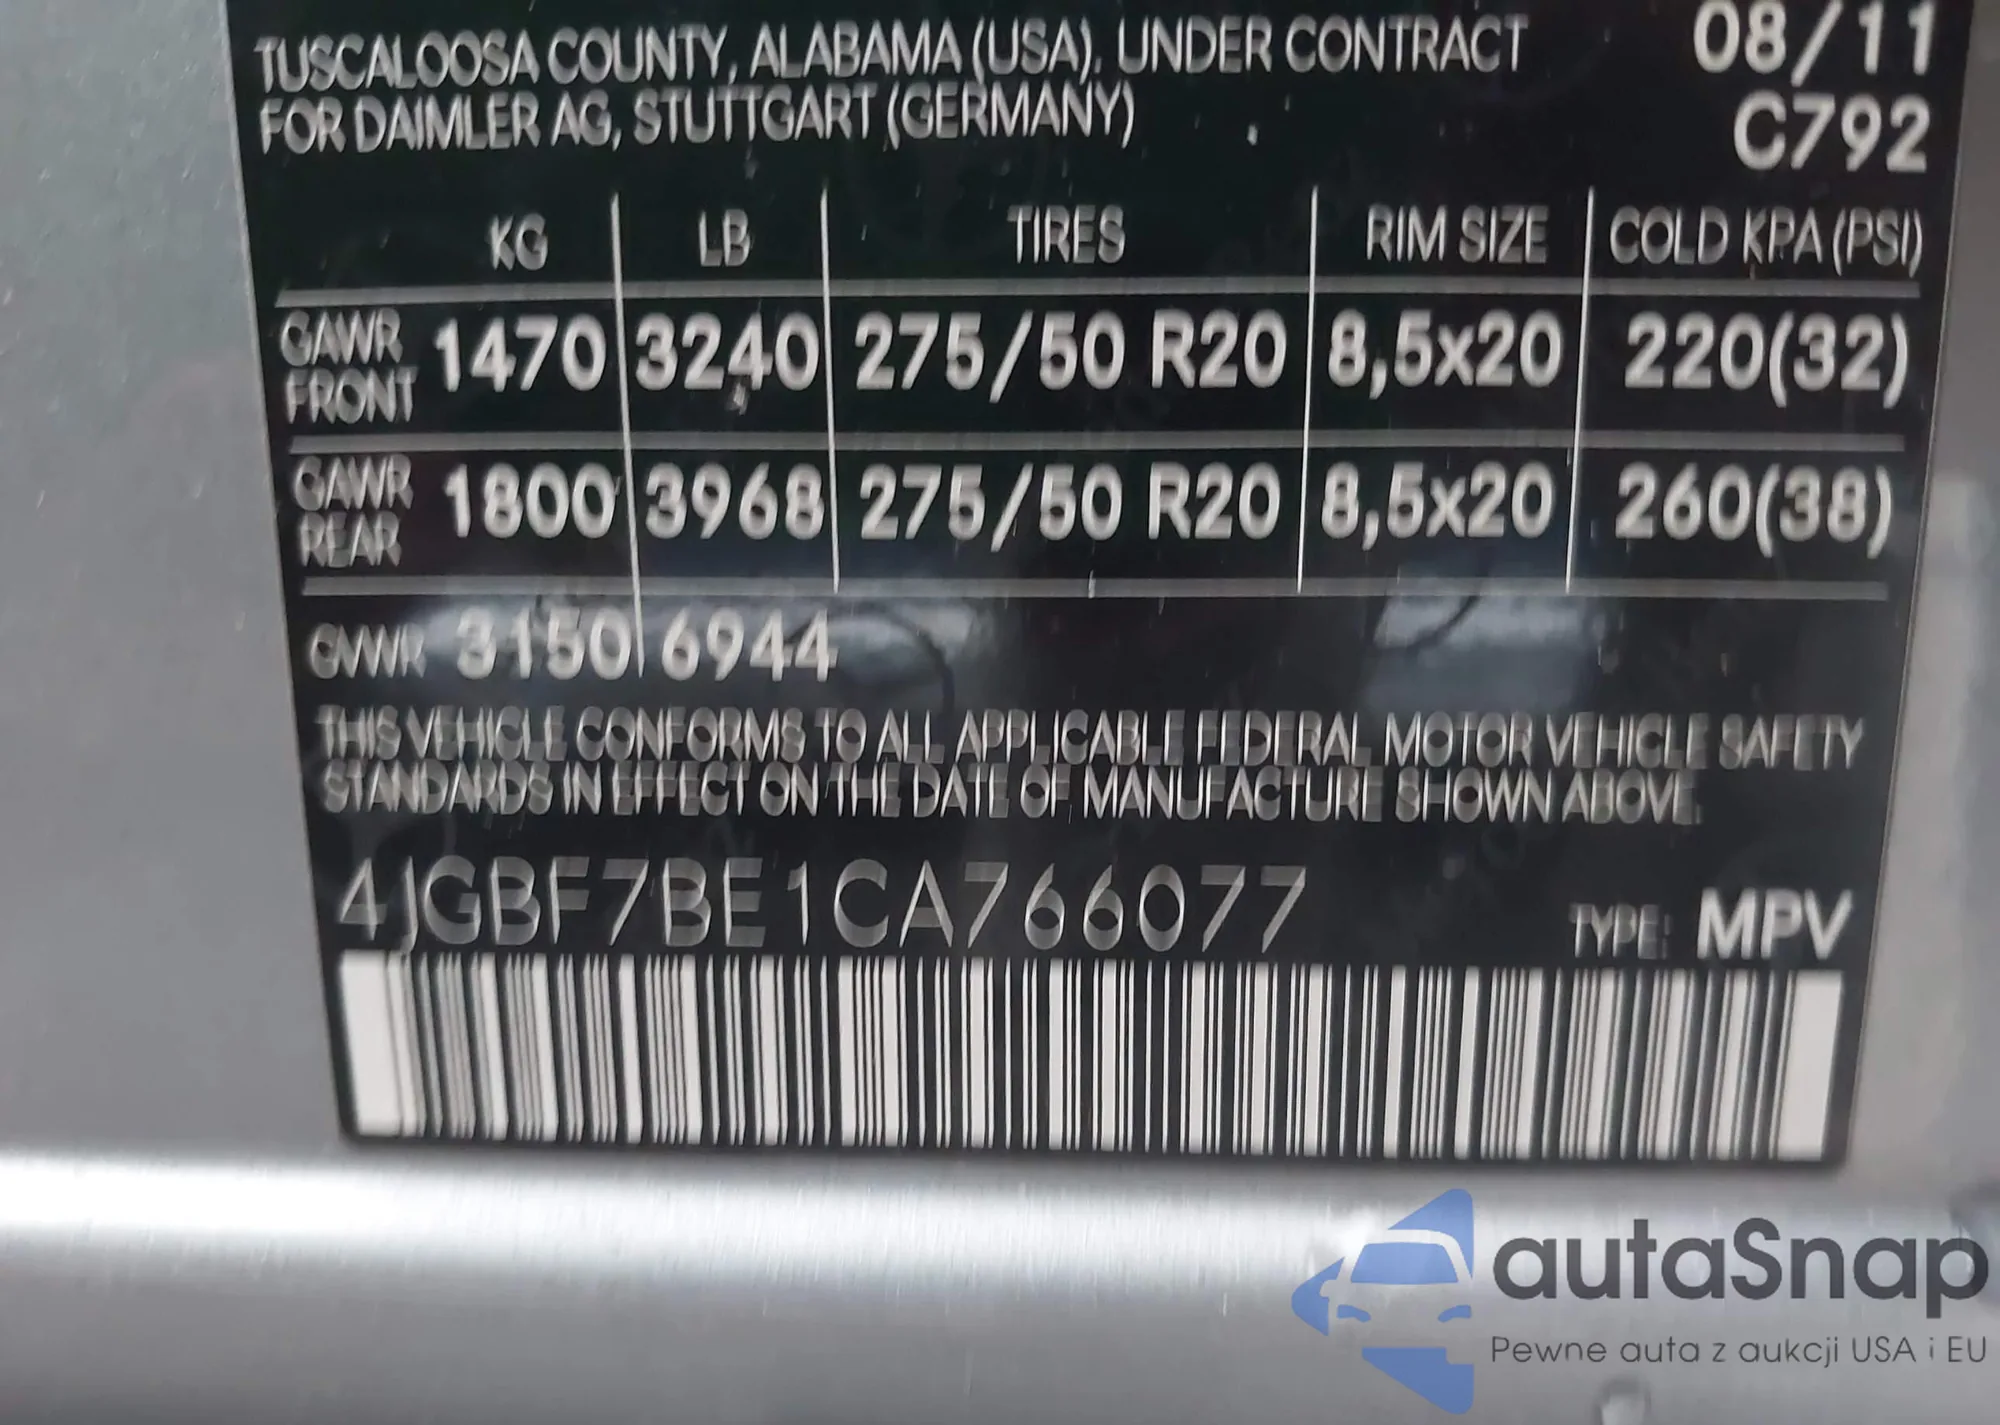 TUSCALOOSA COUNTY, ALABAMA (USA), UNDER CONTRACT 08/11
FOR DAIMLER AG, STUTTGART (GERMANY) C792
KG LB TIRES RIM SIZE COLD KPA (PSI)
GAWR FRONT 1470 3240 275/50 R20 8,5x20 220(32)
GAWR REAR 1800 3968 275/50 R20 8,5x20 260(38)
GVWR 3150 6944
THIS VEHICLE CONFORMS TO ALL APPLICABLE FEDERAL MOTOR VEHICLE SAFETY
STANDARDS IN EFFECT ON THE DATE OF MANUFACTURE SHOWN ABOVE.
4JGBF7BE1CA766077 TYPE: MPV
autaSnap
Pewne auta z aukcji USA i EU